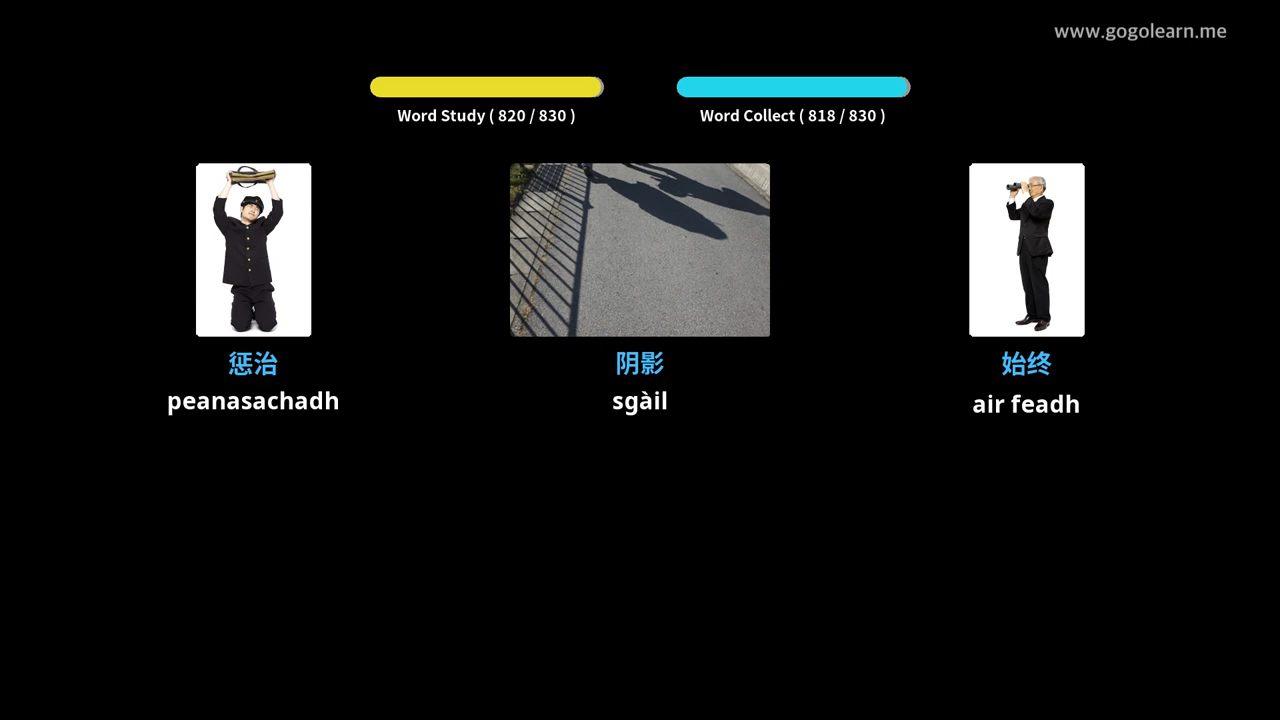 www.gogolearn.me
Word Study ( 820 / 830 )
Word Collect ( 818 / 830 )
惩治
peanasachadh
阴影
sgàil
始终
air feadh